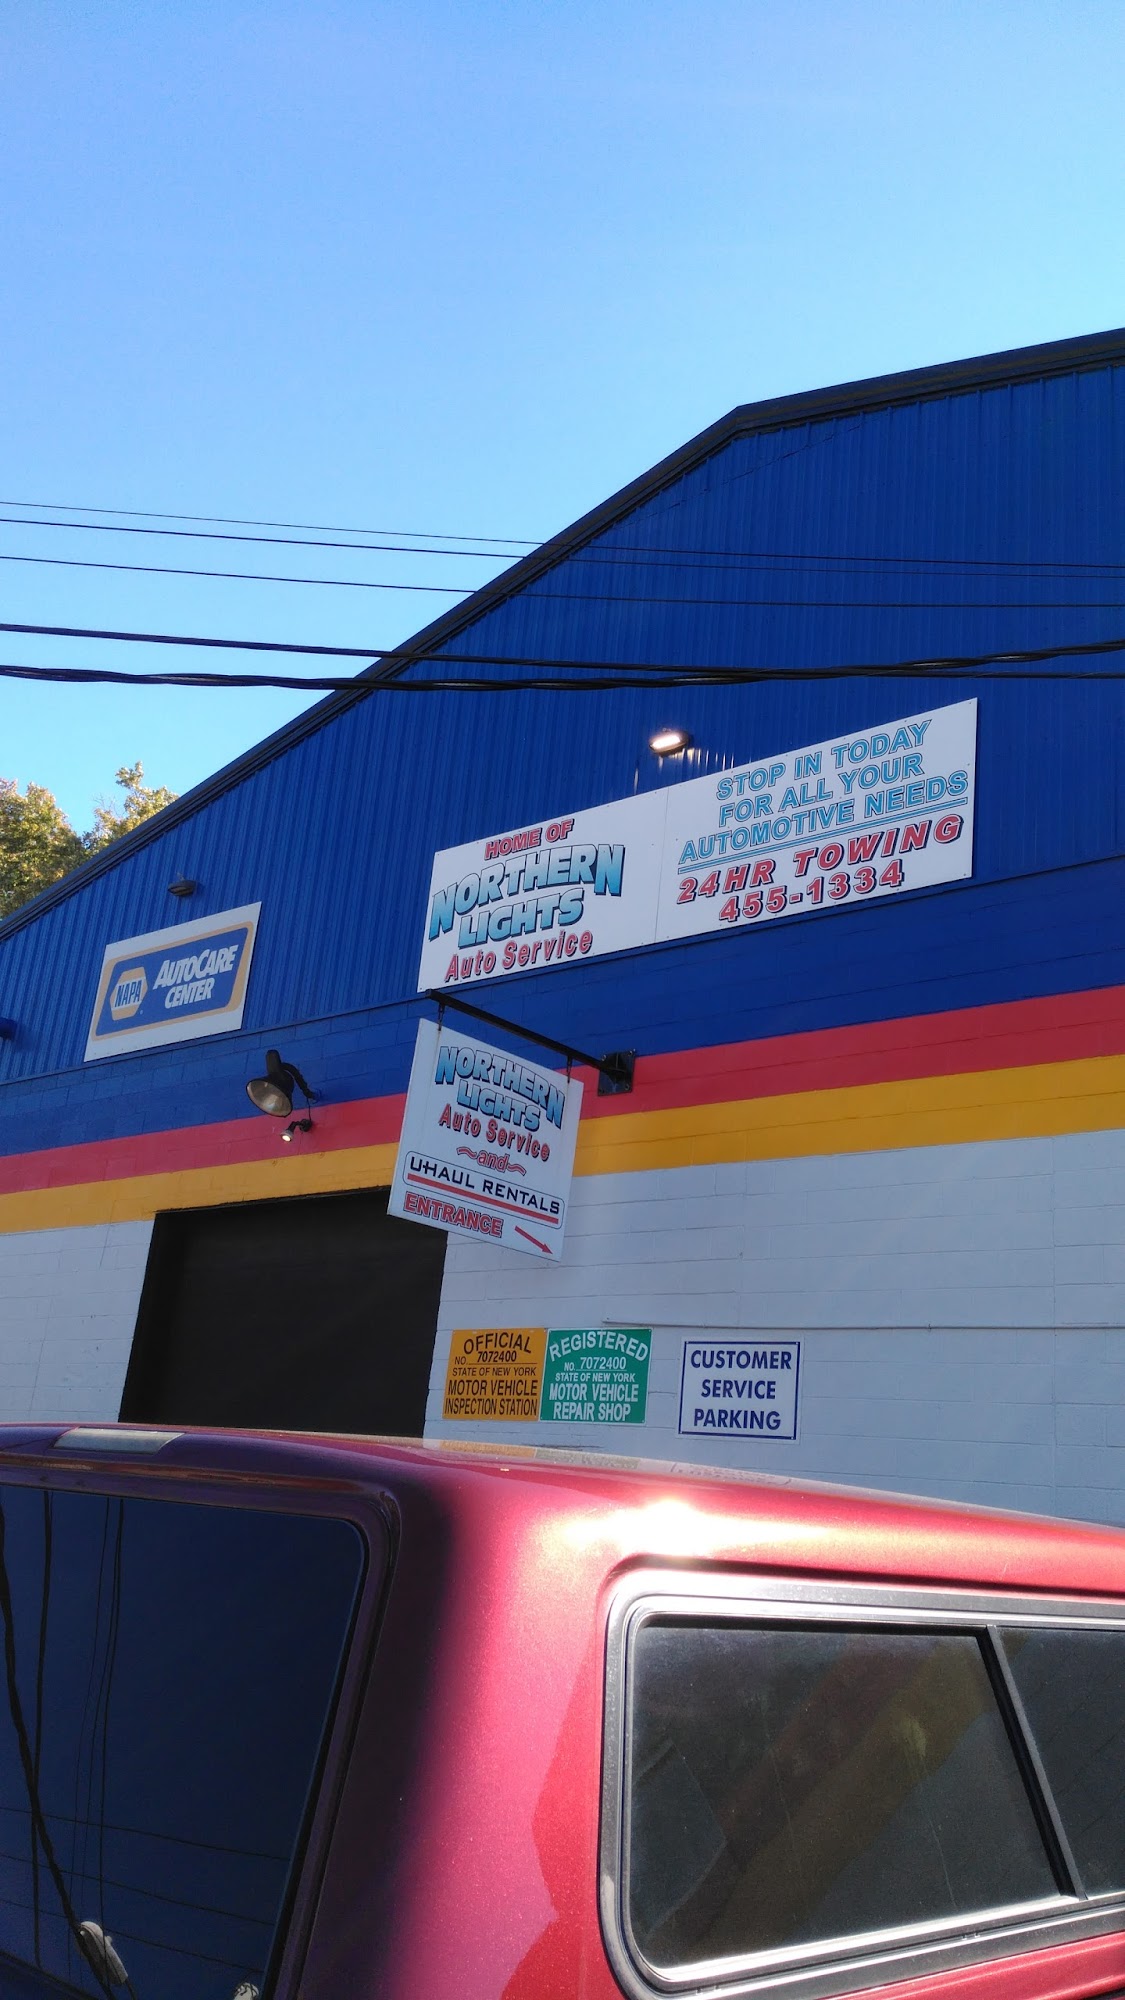 HOME OF
NORTHERN
LIGHTS
Auto Service
STOP IN TODAY
FOR ALL YOUR
AUTOMOTIVE NEEDS
24HR TOWING
455-1334
NAPA
AUTOCARE
CENTER
NORTHERN
LIGHTS
Auto Service
~and~
U-HAUL RENTALS
ENTRANCE
OFFICIAL
NO. 7072400
STATE OF NEW YORK
MOTOR VEHICLE
INSPECTION STATION
REGISTERED
NO. 7072400
STATE OF NEW YORK
MOTOR VEHICLE
REPAIR SHOP
CUSTOMER
SERVICE
PARKING